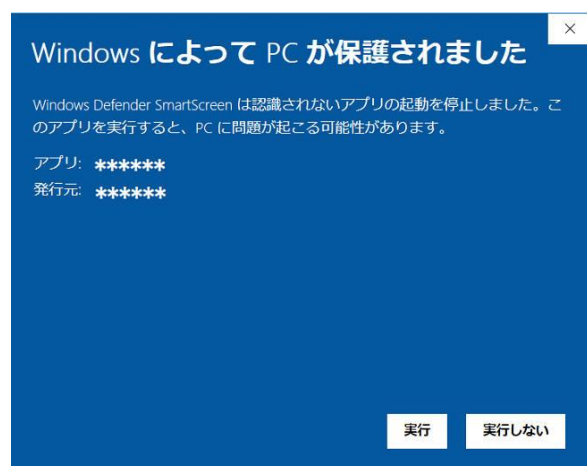 Windows によって PC が保護されました
Windows Defender SmartScreen は認識されないアプリの起動を停止しました。こ
のアプリを実行すると、PC に問題が起こる可能性があります。
アプリ: ******
発行元: ******
実行 実行しない